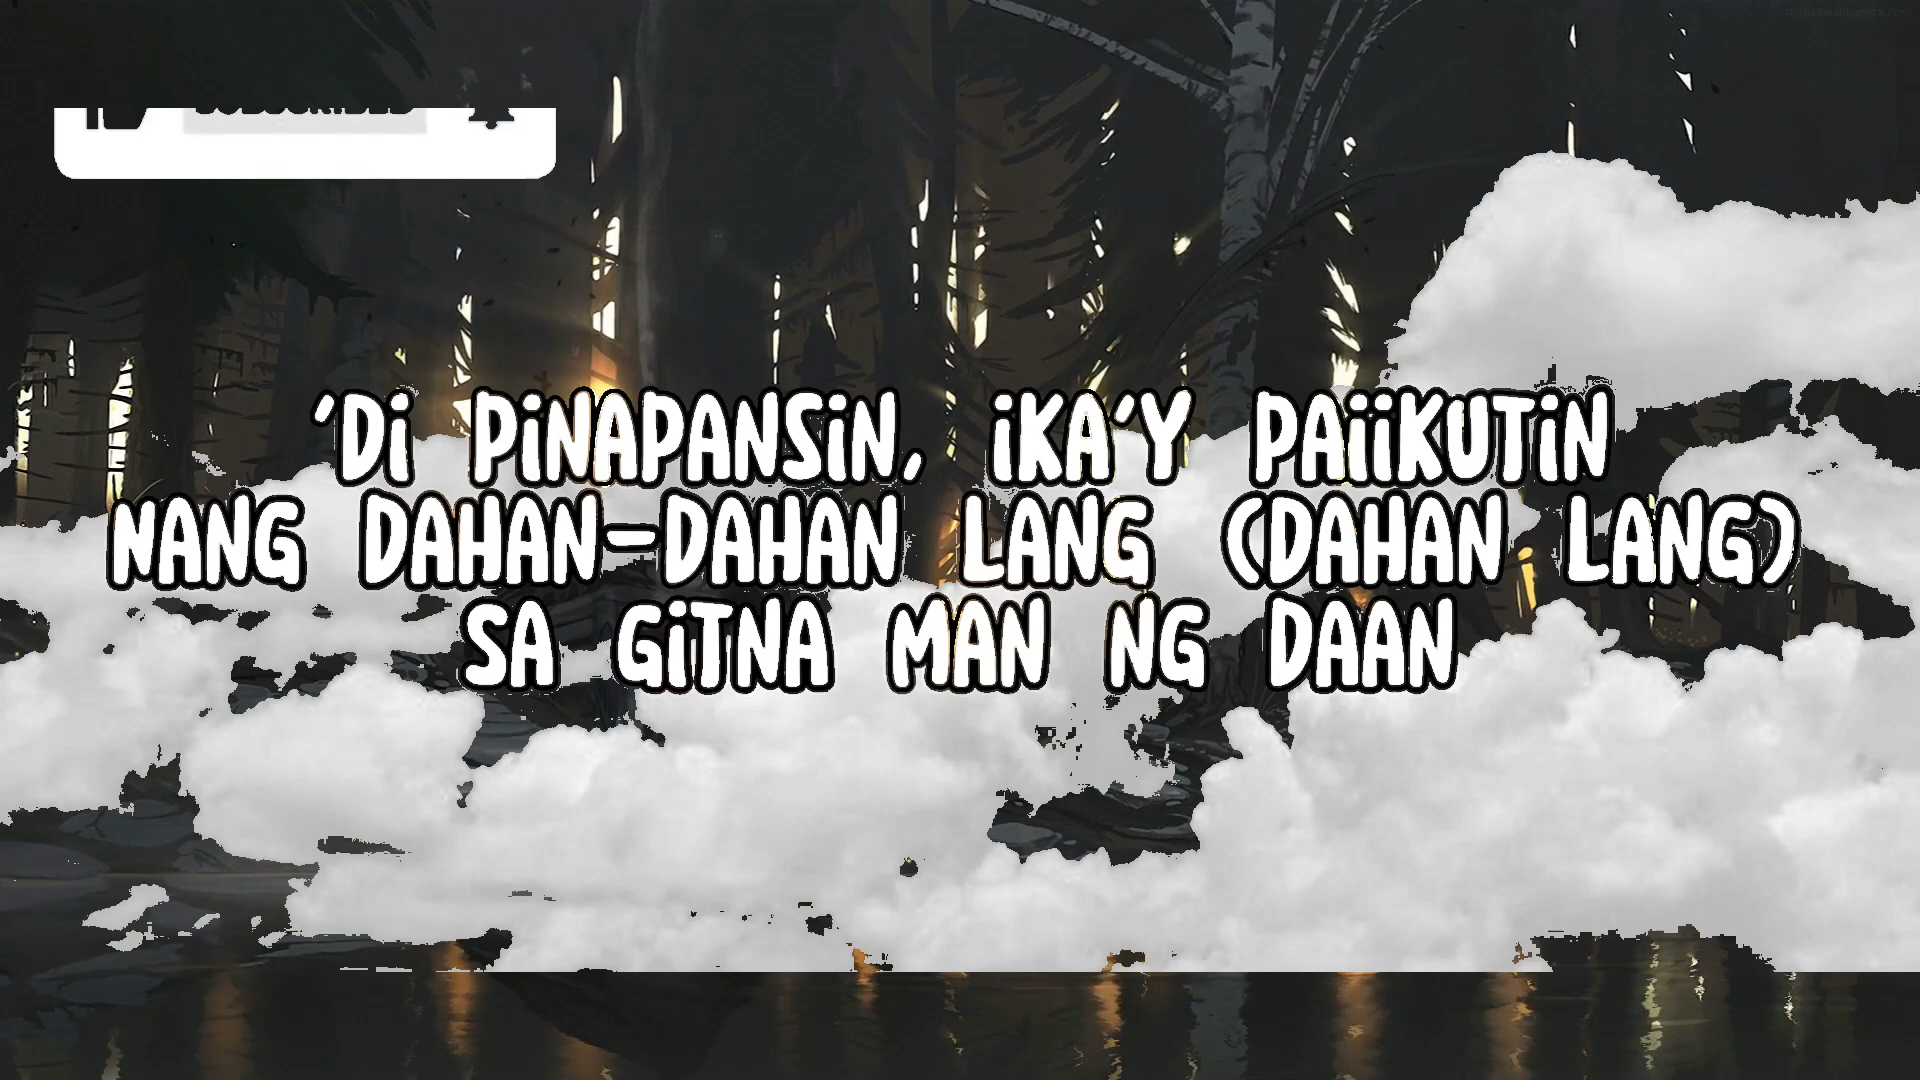 'Di PiNAPANSiN, iKA'Y PAiiKUTiN
NANG DAHAN-DAHAN LANG (DAHAN LANG)
SA GiTNA MAN NG DAAN